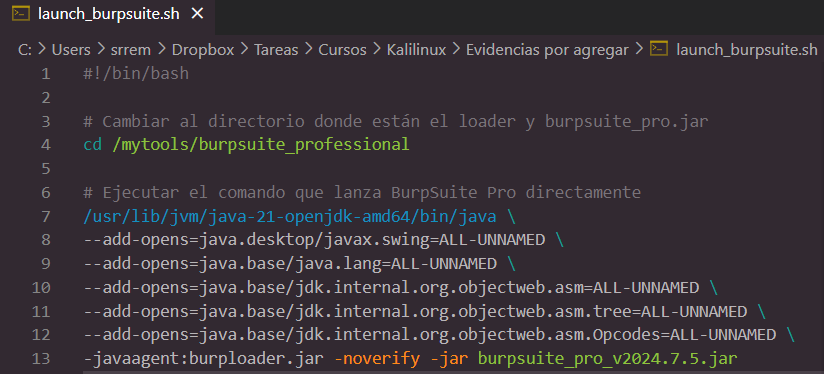 launch_burpsuite.sh
C: > Users > srrem > Dropbox > Tareas > Cursos > Kalilinux > Evidencias por agregar > launch_burpsuite.sh
1 #!/bin/bash
2
3 # Cambiar al directorio donde están el loader y burpsuite_pro.jar
4 cd /mytools/burpsuite_professional
5
6 # Ejecutar el comando que lanza BurpSuite Pro directamente
7 /usr/lib/jvm/java-21-openjdk-amd64/bin/java \
8 --add-opens=java.desktop/javax.swing=ALL-UNNAMED \
9 --add-opens=java.base/java.lang=ALL-UNNAMED \
10 --add-opens=java.base/jdk.internal.org.objectweb.asm=ALL-UNNAMED \
11 --add-opens=java.base/jdk.internal.org.objectweb.asm.tree=ALL-UNNAMED \
12 --add-opens=java.base/jdk.internal.org.objectweb.asm.Opcodes=ALL-UNNAMED \
13 -javaagent:burploader.jar -noverify -jar burpsuite_pro_v2024.7.5.jar